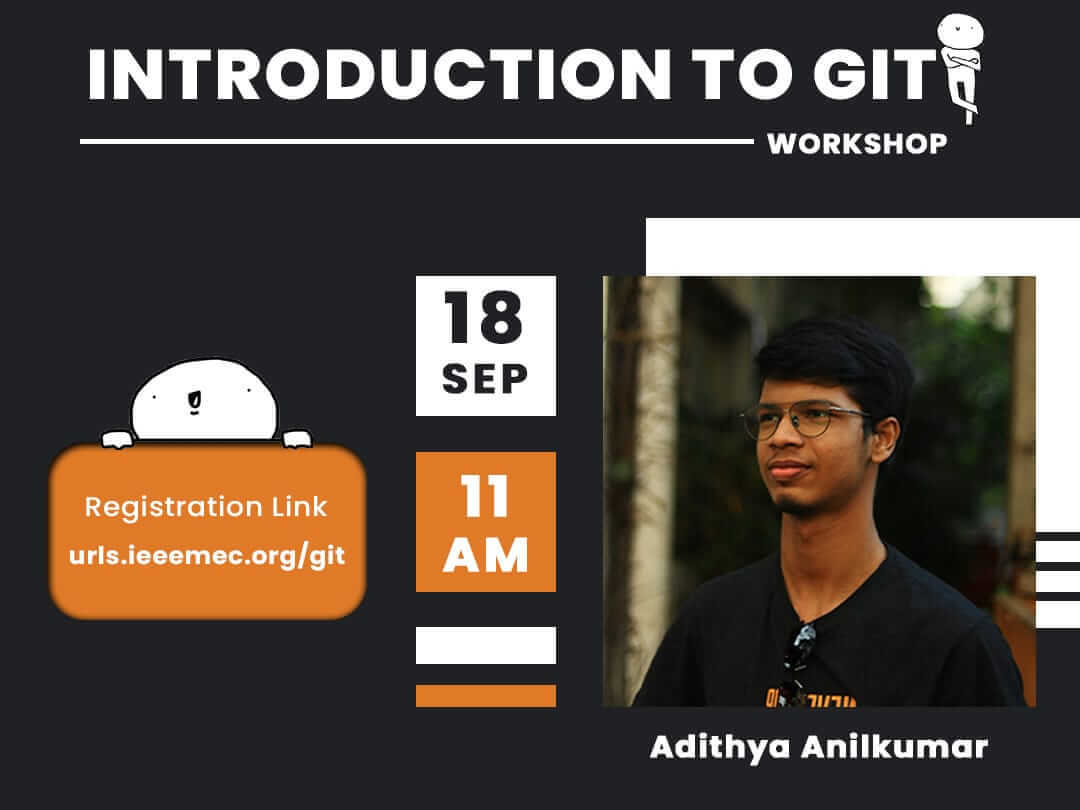 INTRODUCTION TO GIT
WORKSHOP
18
SEP
11
AM
Registration Link
urls.ieeemec.org/git
Adithya Anilkumar